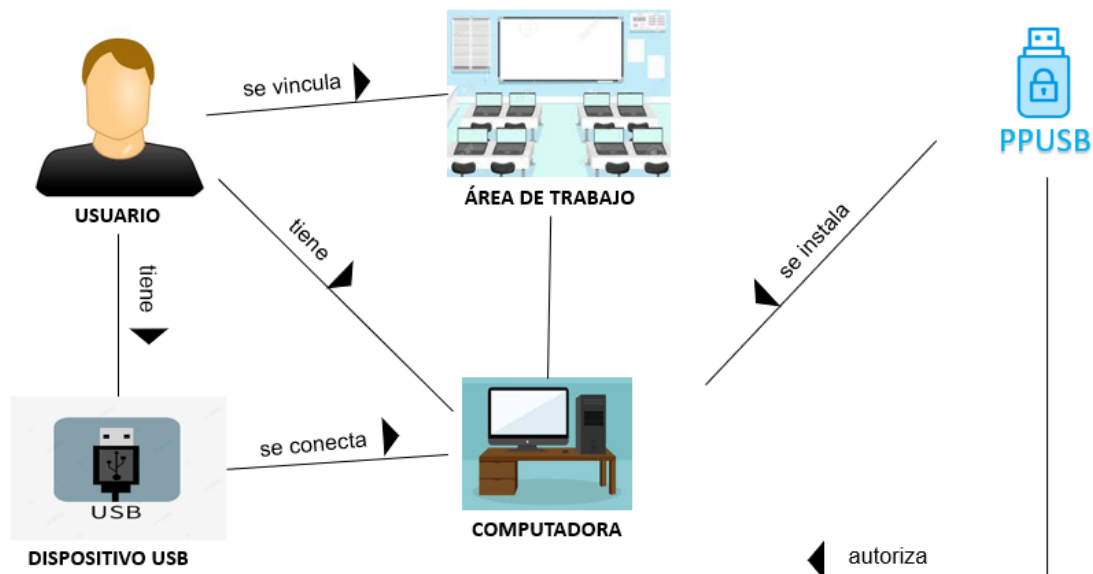 se vincula
PPUSB
USUARIO
ÁREA DE TRABAJO
tiene
tiene
se instala
se conecta
USB
COMPUTADORA
DISPOSITIVO USB
autoriza